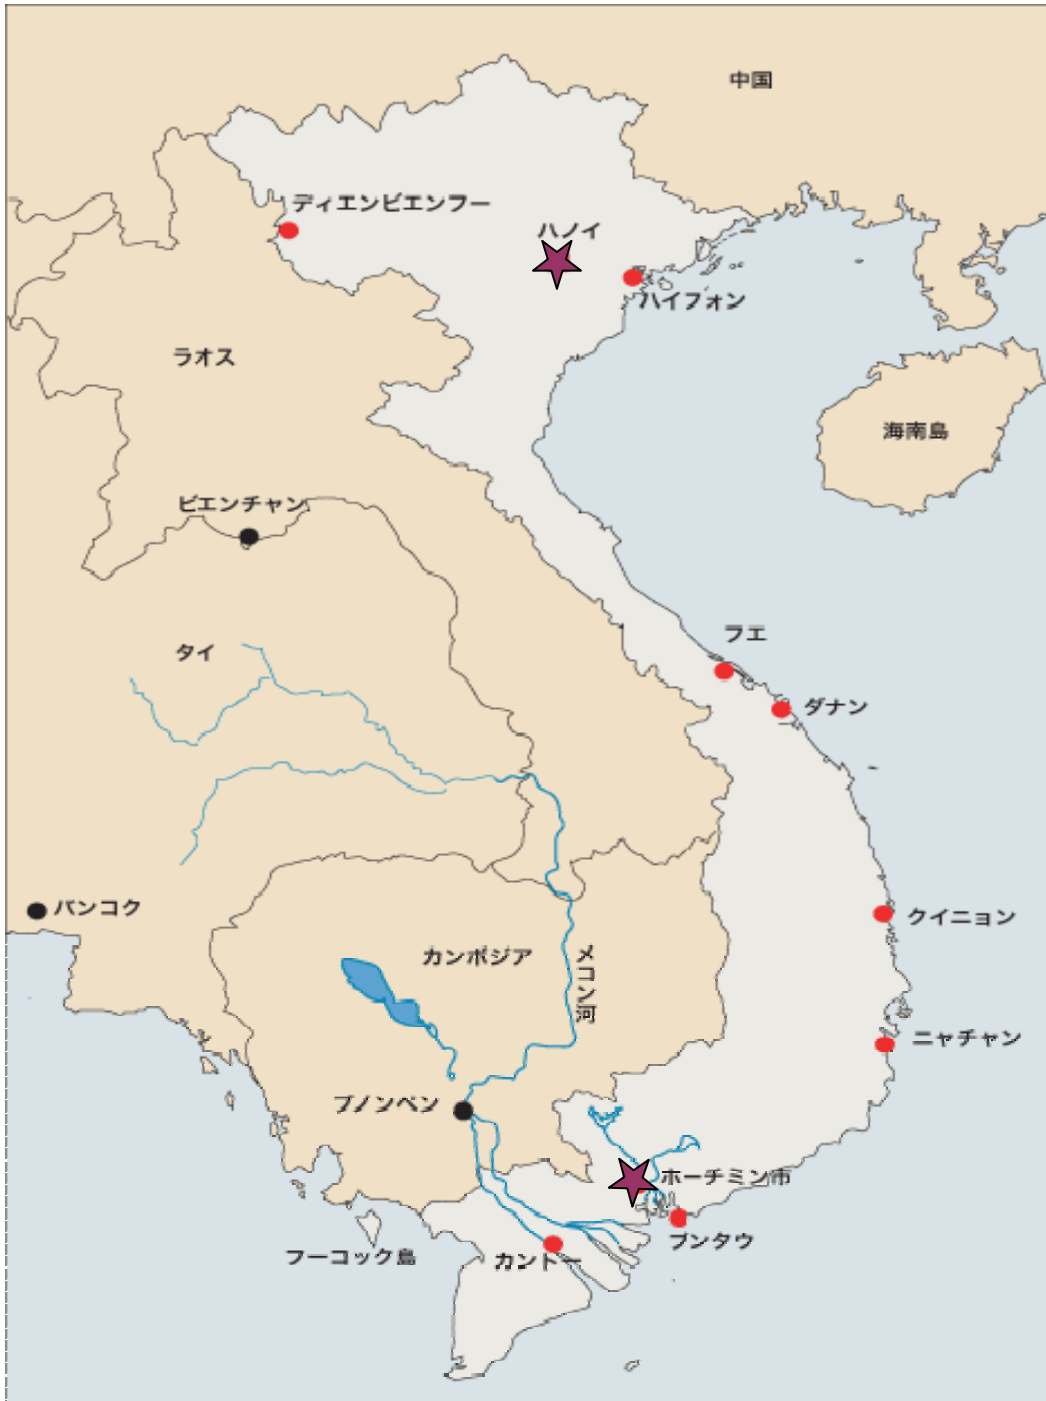 中国
ディエンビエンフー
ハノイ
ハイフォン
ラオス
海南島
ビエンチャン
フエ
タイ
ダナン
バンコク
クイニョン
カンボジア
メコン河
ニャチャン
プノンペン
ホーチミン市
ブンタウ
フーコック島
カントー